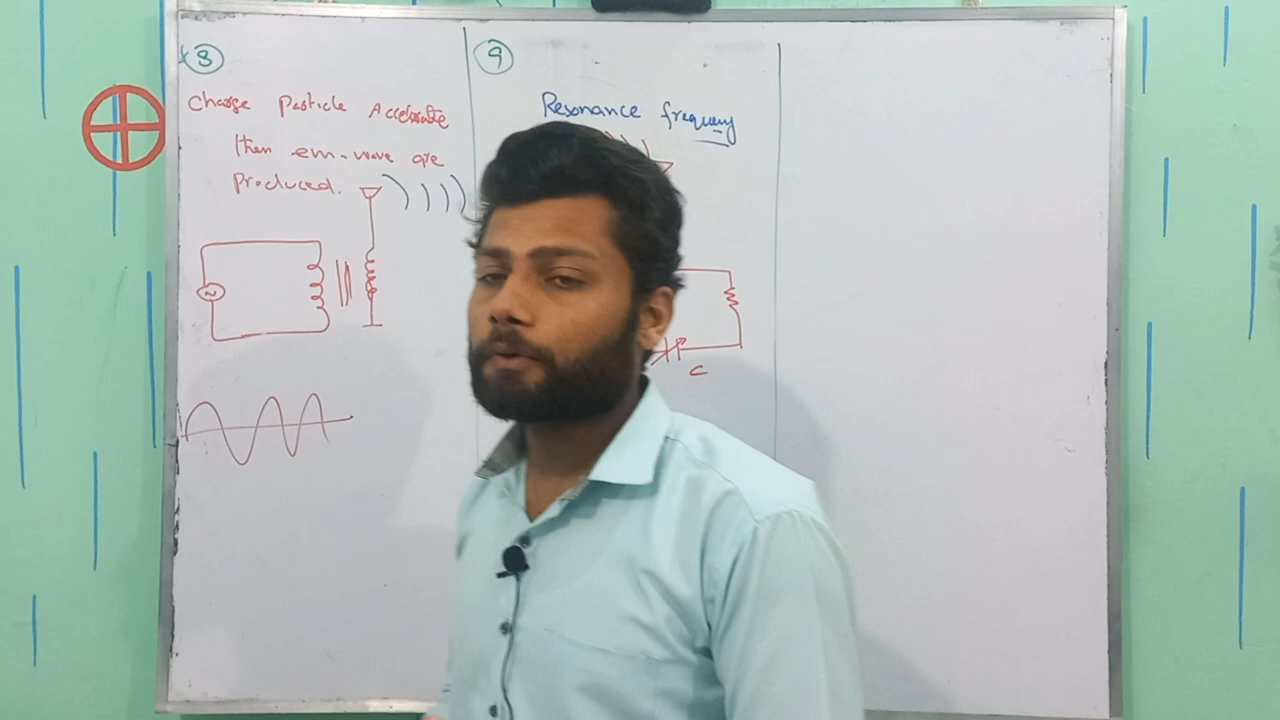 8
Charge Particle Accelerate
then em-wave are
Produced.
~
9
Resonance frequency
C